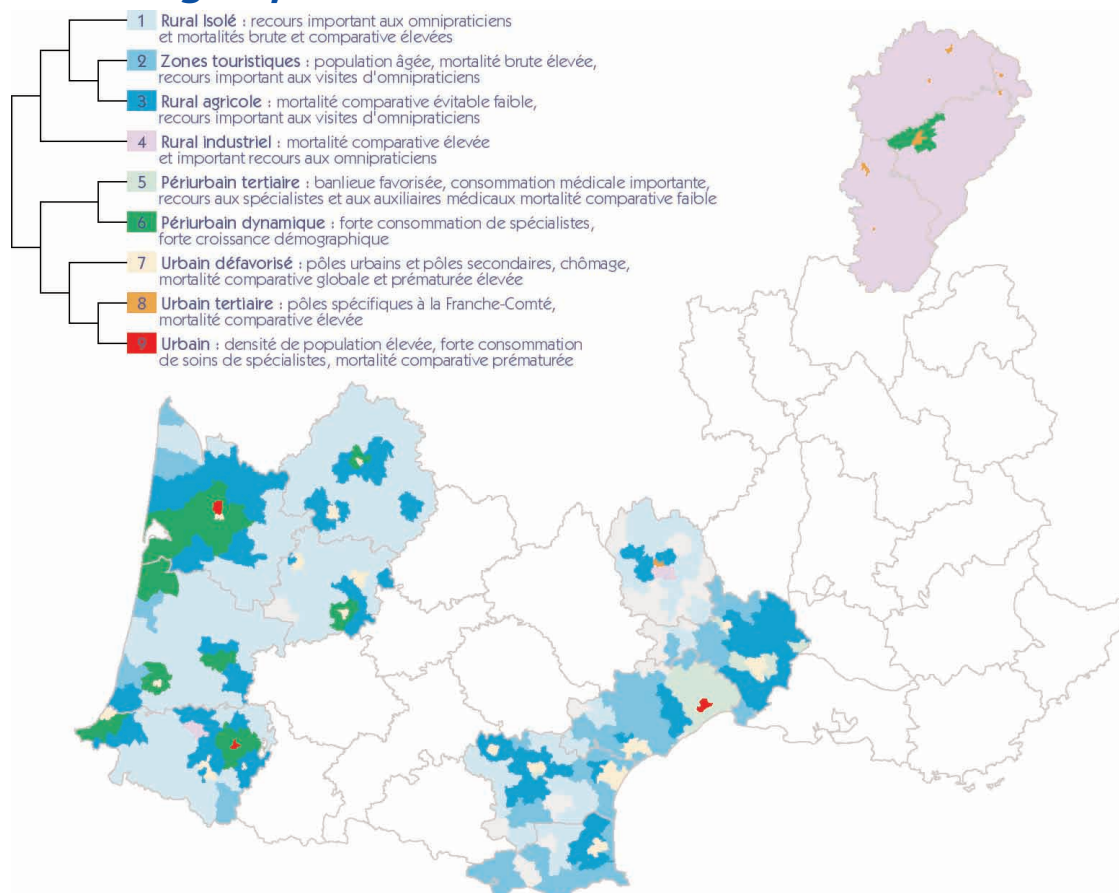 1 Rural isolé : recours important aux omnipraticiens
et mortalités brute et comparative élevées
2 Zones touristiques : population âgée, mortalité brute élevée,
recours important aux visites d'omnipraticiens
3 Rural agricole : mortalité comparative évitable faible,
recours important aux visites d'omnipraticiens
4 Rural industriel : mortalité comparative élevée
et important recours aux omnipraticiens
5 Périurbain tertiaire : banlieue favorisée, consommation médicale importante,
recours aux spécialistes et aux auxiliaires médicaux mortalité comparative faible
6 Périurbain dynamique : forte consommation de spécialistes,
forte croissance démographique
7 Urbain défavorisé : pôles urbains et pôles secondaires, chômage,
mortalité comparative globale et prématurée élevée
8 Urbain tertiaire : pôles spécifiques à la Franche-Comté,
mortalité comparative élevée
9 Urbain : densité de population élevée, forte consommation
de soins de spécialistes, mortalité comparative prématurée